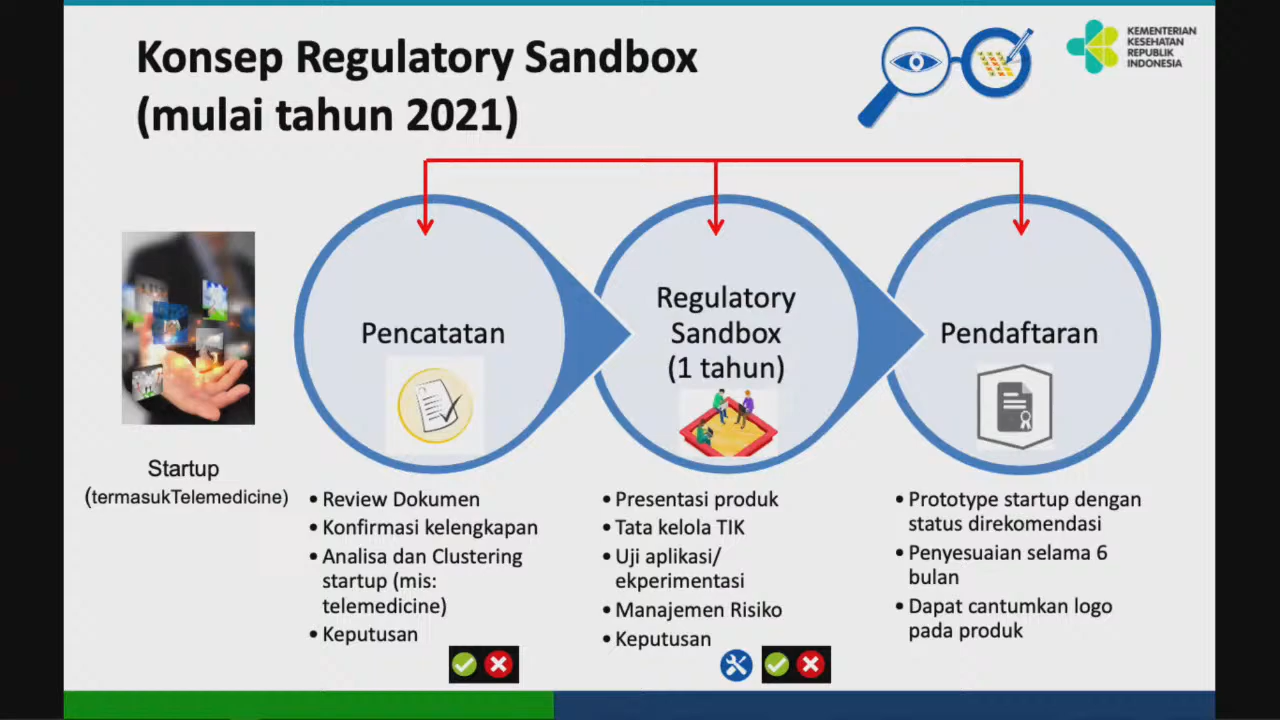 Konsep Regulatory Sandbox
(mulai tahun 2021)
KEMENTERIAN
KESEHATAN
REPUBLIK
INDONESIA
Startup
(termasukTelemedicine)
Pencatatan
• Review Dokumen
• Konfirmasi kelengkapan
• Analisa dan Clustering
startup (mis:
telemedicine)
• Keputusan
Regulatory
Sandbox
(1 tahun)
• Presentasi produk
• Tata kelola TIK
• Uji aplikasi/
ekperimentasi
• Manajemen Risiko
• Keputusan
Pendaftaran
• Prototype startup dengan
status direkomendasi
• Penyesuaian selama 6
bulan
• Dapat cantumkan logo
pada produk